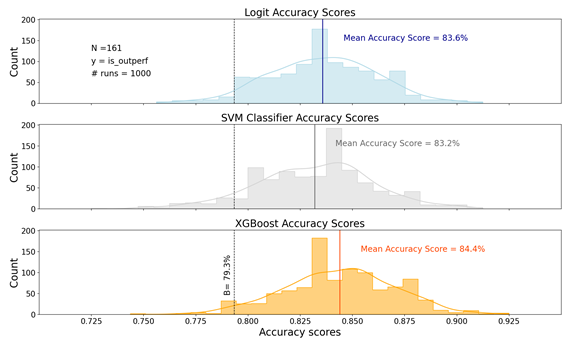 Logit Accuracy Scores
200
150
100
50
0
Count
N =161
y = is_outperf
# runs = 1000
Mean Accuracy Score = 83.6%
SVM Classifier Accuracy Scores
200
150
100
50
0
Count
Mean Accuracy Score = 83.2%
XGBoost Accuracy Scores
200
150
100
50
0
Count
B= 79.3%
Mean Accuracy Score = 84.4%
0.725 0.750 0.775 0.800 0.825 0.850 0.875 0.900 0.925
Accuracy scores